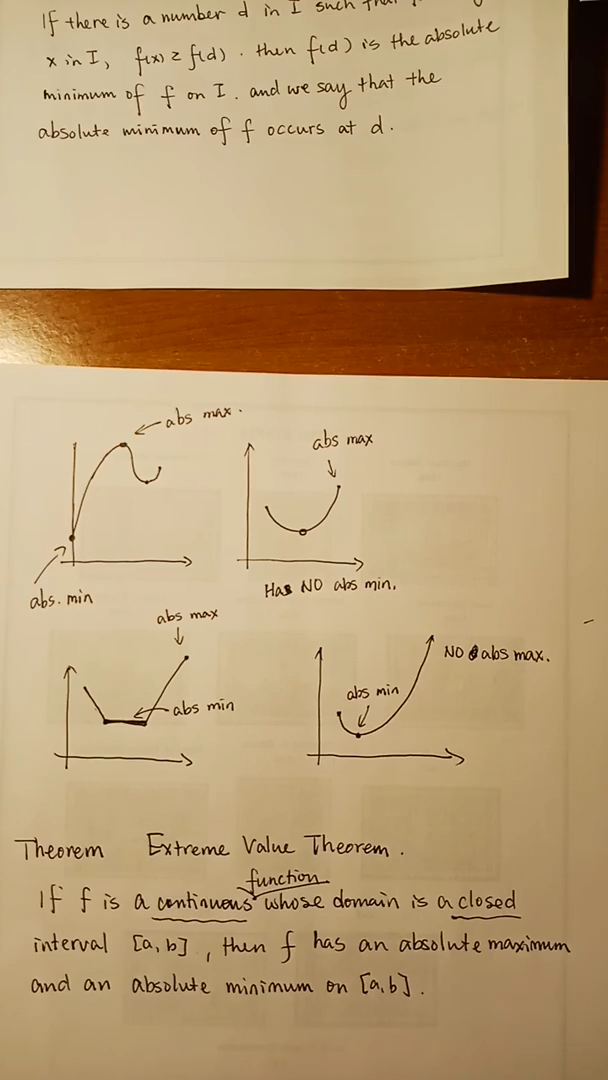 If there is a number d in I such that
x in I, f(x) ≥ f(d). then f(d) is the absolute
minimum of f on I. and we say that the
absolute minimum of f occurs at d.
abs max.
abs max
abs. min
Has NO abs min.
abs max
abs min
NO abs max.
abs min
Theorem Extreme Value Theorem.
function
If f is a continuous whose domain is a closed
interval [a,b], then f has an absolute maximum
and an absolute minimum on [a,b].